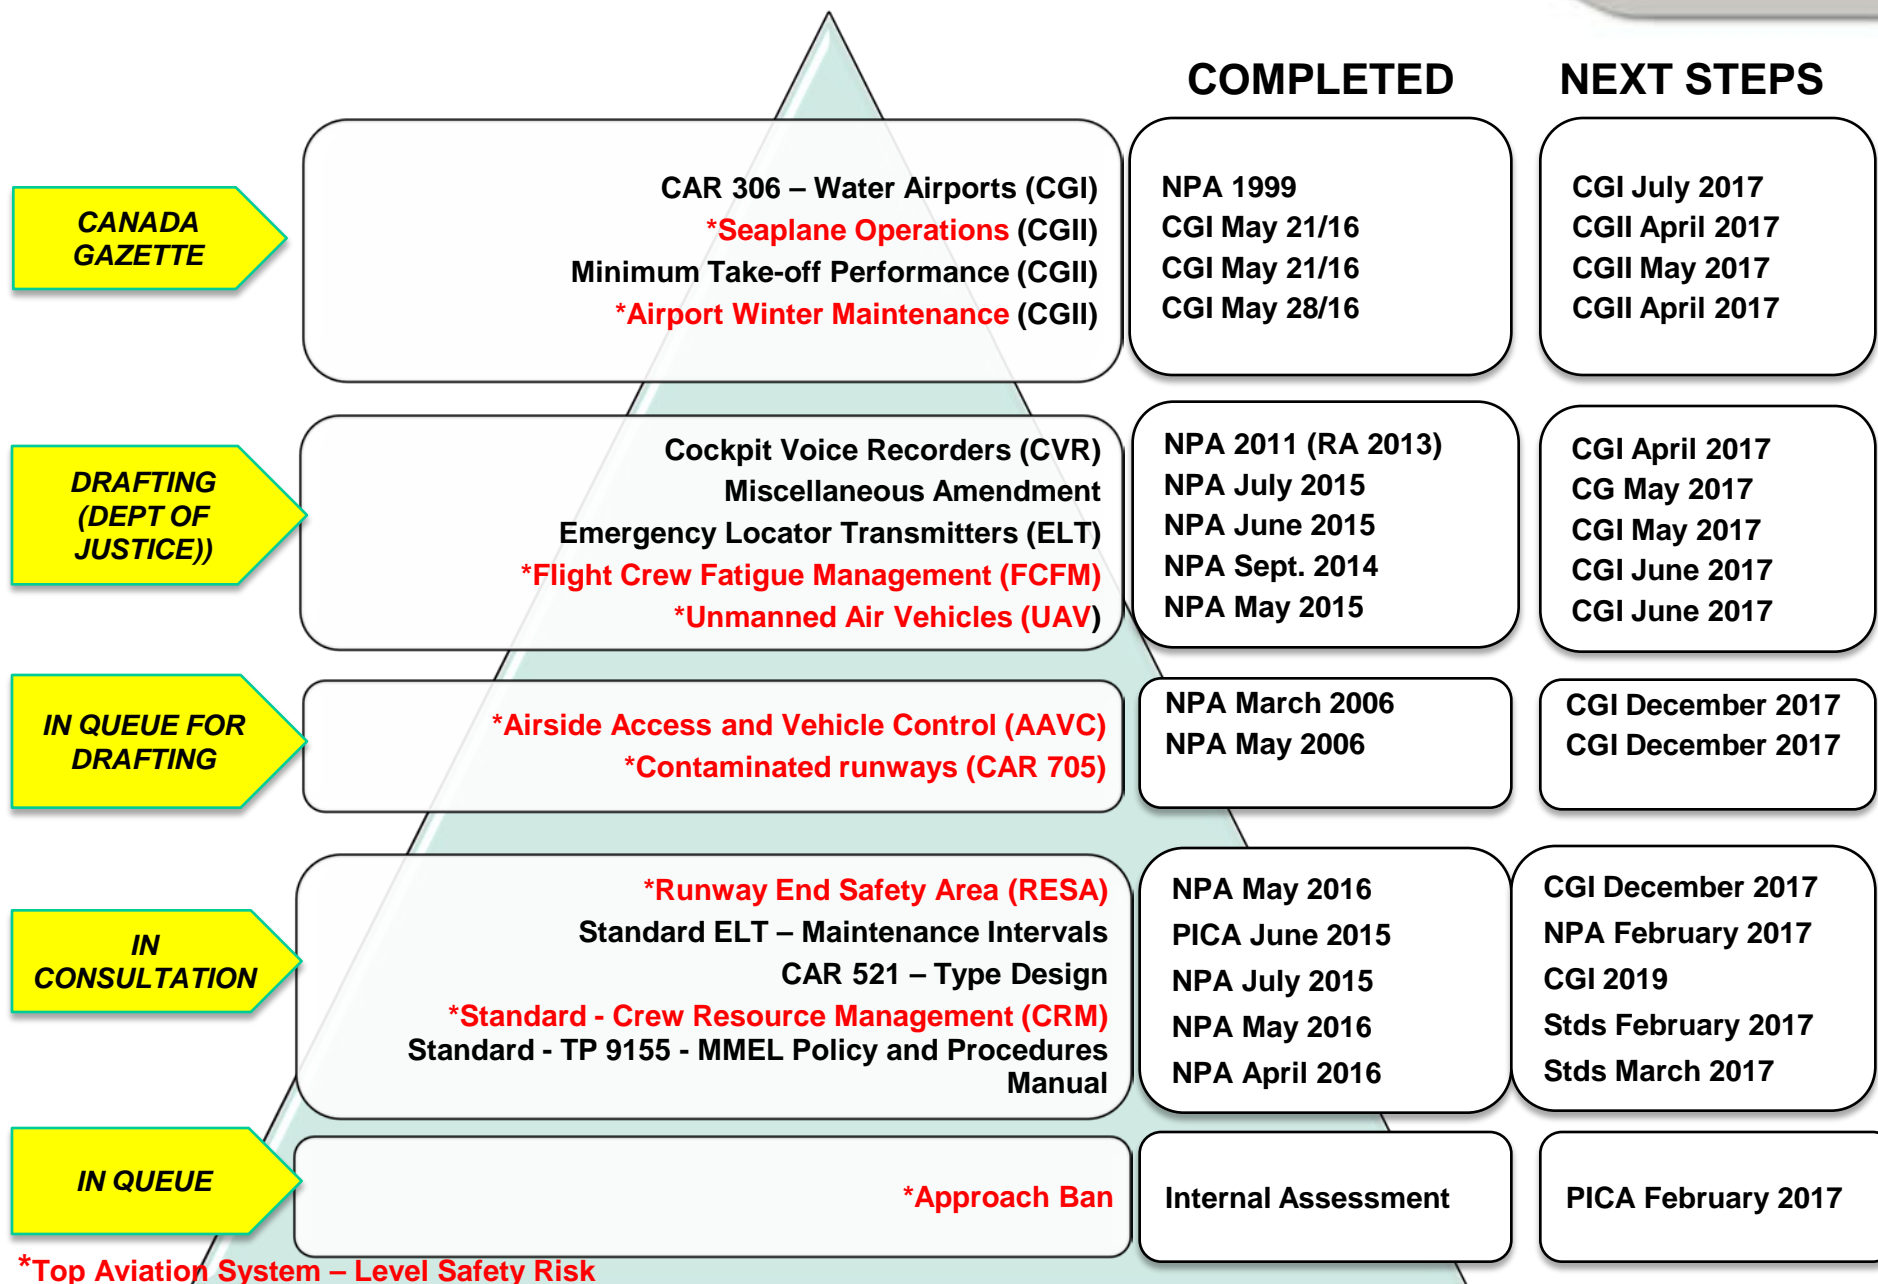 COMPLETED
NEXT STEPS
CANADA
GAZETTE
CAR 306 – Water Airports (CGI)
*Seaplane Operations (CGII)
Minimum Take-off Performance (CGII)
*Airport Winter Maintenance (CGII)
NPA 1999
CGI May 21/16
CGI May 21/16
CGI May 28/16
CGI July 2017
CGII April 2017
CGII May 2017
CGII April 2017
DRAFTING
(DEPT OF
JUSTICE))
Cockpit Voice Recorders (CVR)
Miscellaneous Amendment
Emergency Locator Transmitters (ELT)
*Flight Crew Fatigue Management (FCFM)
*Unmanned Air Vehicles (UAV)
NPA 2011 (RA 2013)
NPA July 2015
NPA June 2015
NPA Sept. 2014
NPA May 2015
CGI April 2017
CG May 2017
CGI May 2017
CGI June 2017
CGI June 2017
IN QUEUE FOR
DRAFTING
*Airside Access and Vehicle Control (AAVC)
*Contaminated runways (CAR 705)
NPA March 2006
NPA May 2006
CGI December 2017
CGI December 2017
IN
CONSULTATION
*Runway End Safety Area (RESA)
Standard ELT – Maintenance Intervals
CAR 521 – Type Design
*Standard - Crew Resource Management (CRM)
Standard - TP 9155 - MMEL Policy and Procedures
Manual
NPA May 2016
PICA June 2015
NPA July 2015
NPA May 2016
NPA April 2016
CGI December 2017
NPA February 2017
CGI 2019
Stds February 2017
Stds March 2017
IN QUEUE
*Approach Ban
Internal Assessment
PICA February 2017
*Top Aviation System – Level Safety Risk